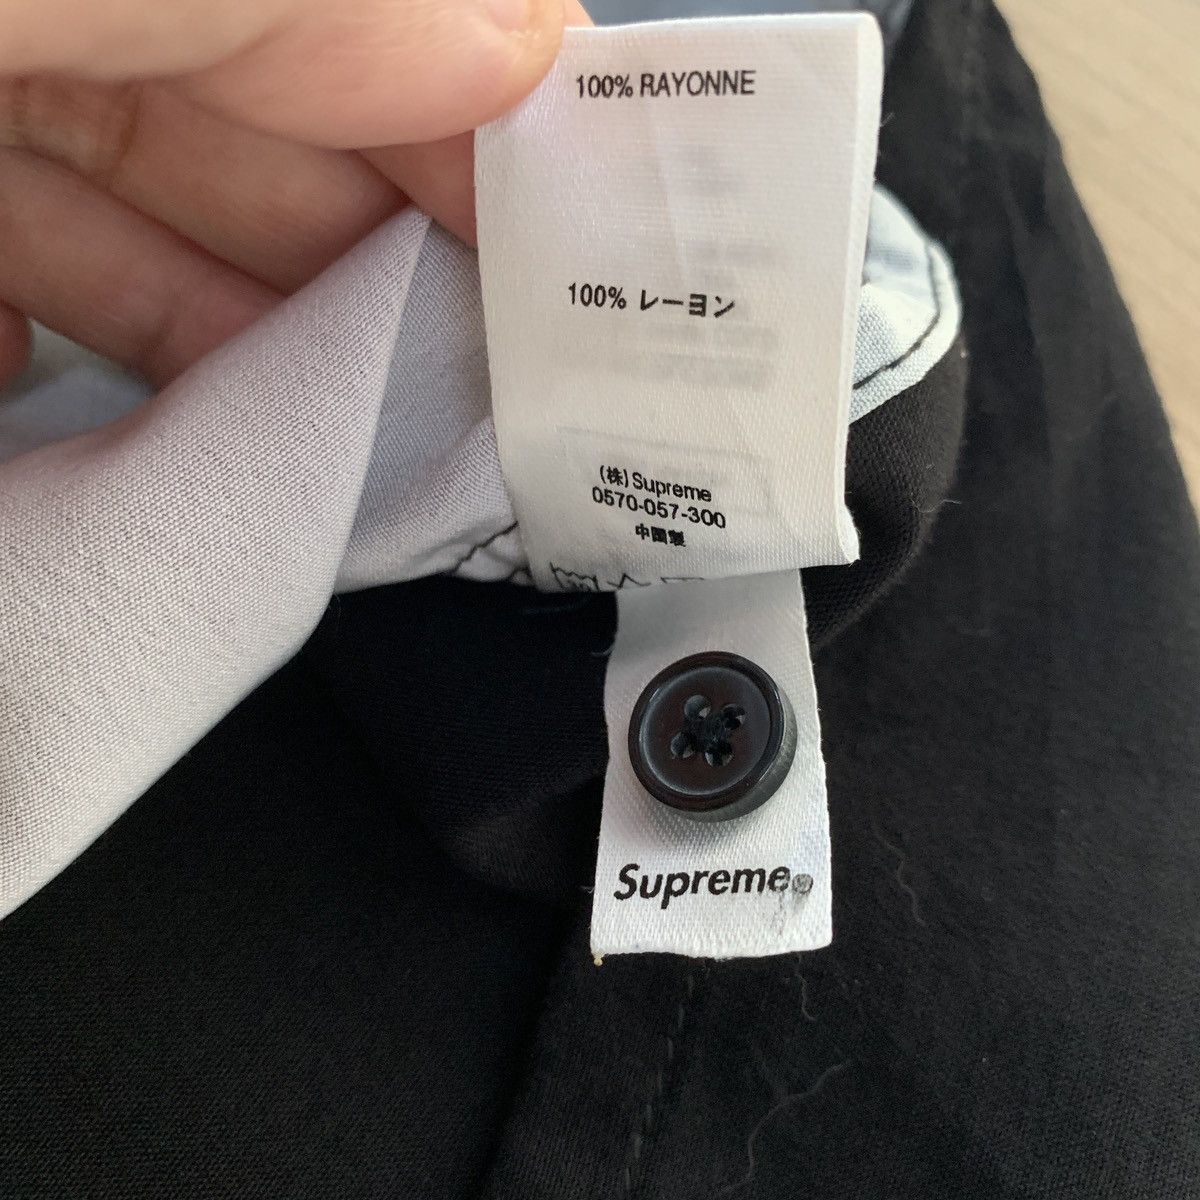 100% RAYONNE
100% レーヨン
(株)Supreme
0570-057-300
中国製
Supreme®